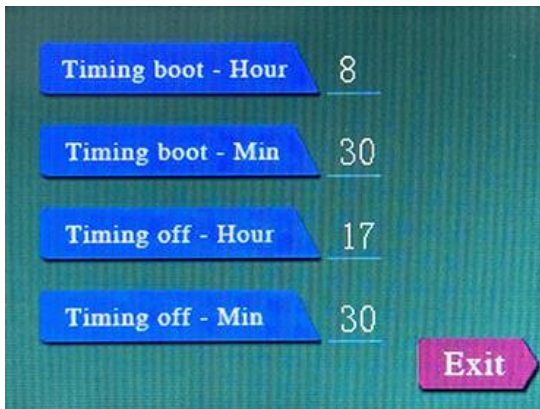 Timing boot - Hour 8
Timing boot - Min 30
Timing off - Hour 17
Timing off - Min 30
Exit